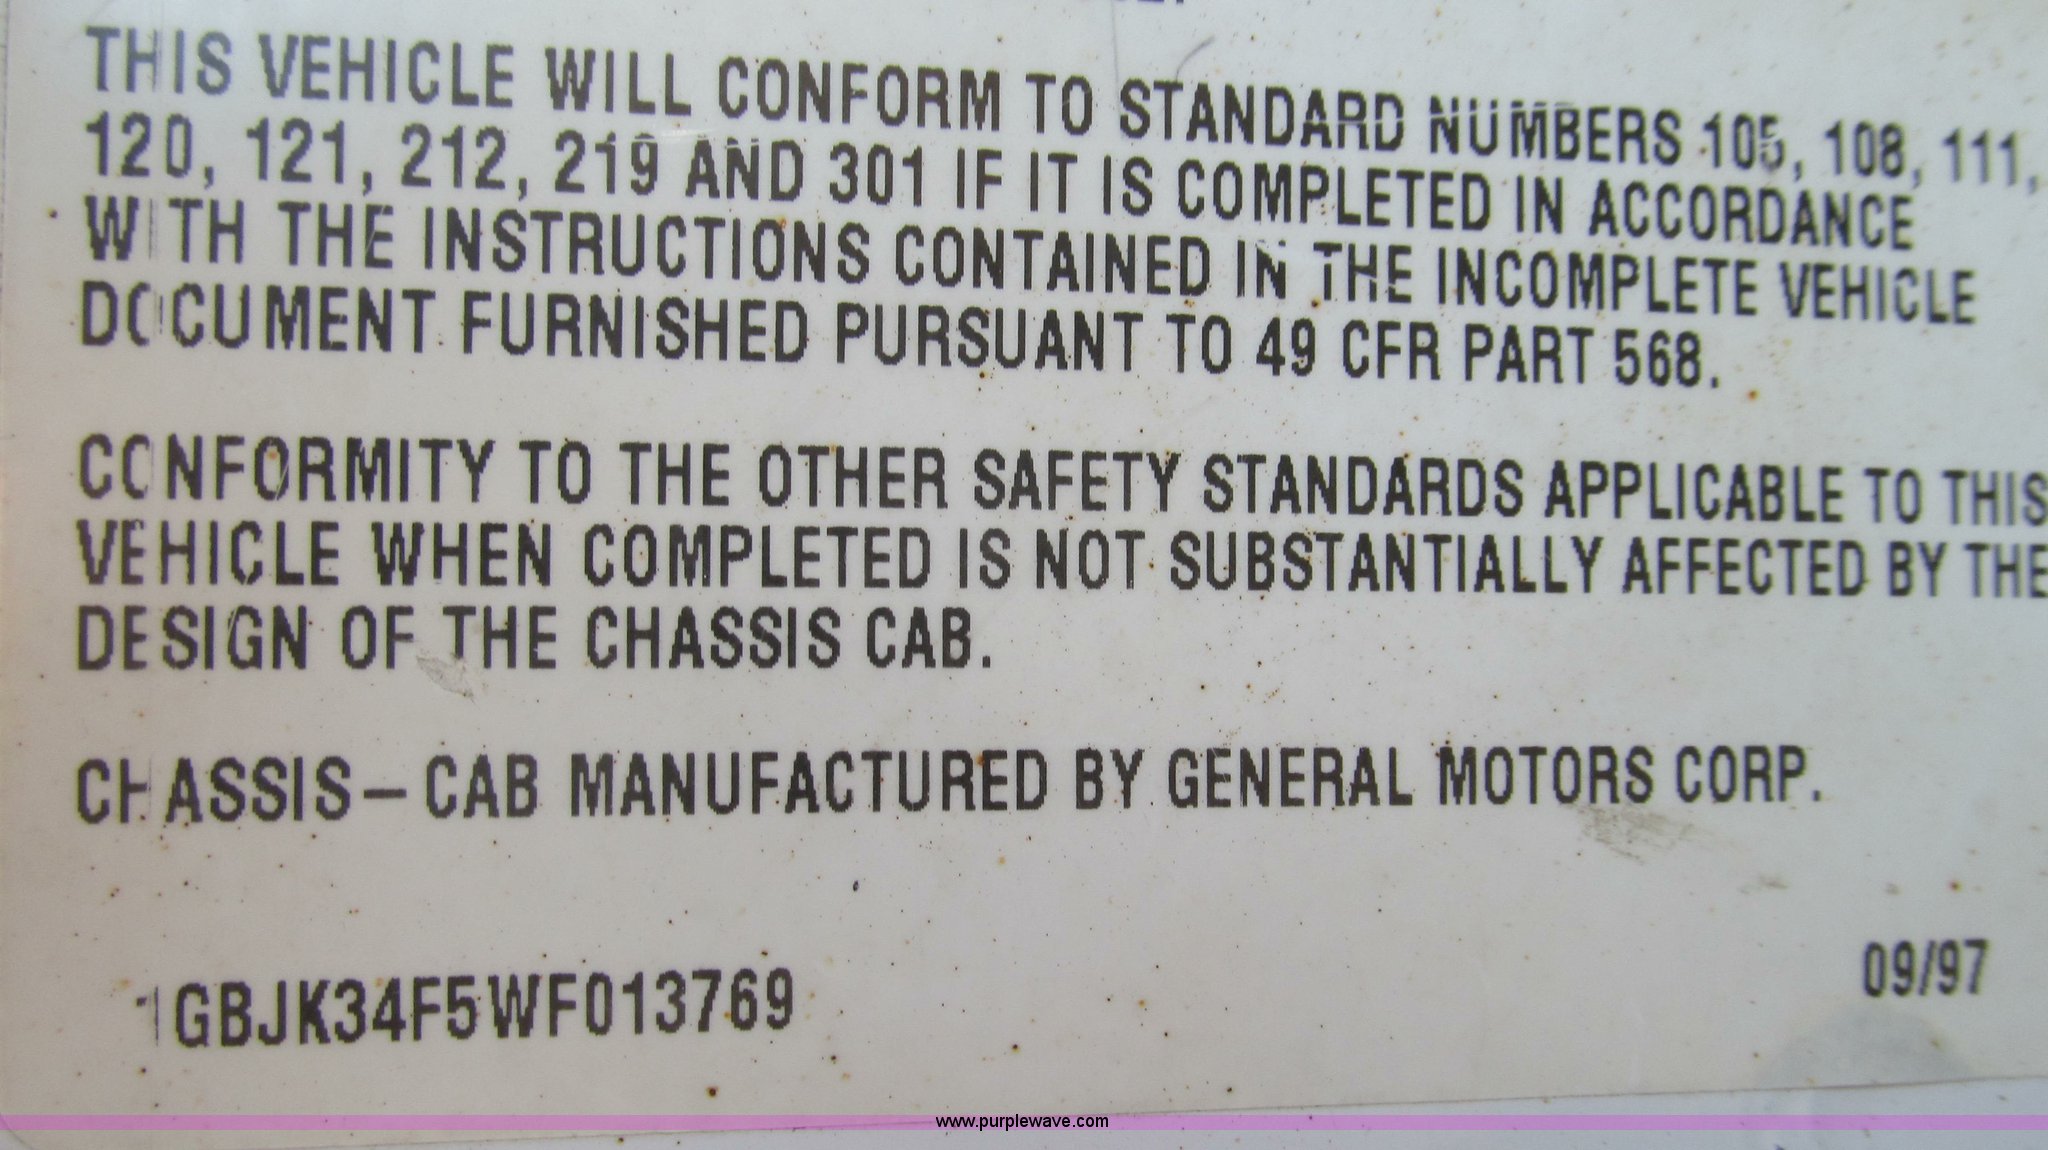 THIS VEHICLE WILL CONFORM TO STANDARD NUMBERS 105, 108, 111,
120, 121, 212, 219 AND 301 IF IT IS COMPLETED IN ACCORDANCE
WITH THE INSTRUCTIONS CONTAINED IN THE INCOMPLETE VEHICLE
DOCUMENT FURNISHED PURSUANT TO 49 CFR PART 568.
CONFORMITY TO THE OTHER SAFETY STANDARDS APPLICABLE TO THIS
VEHICLE WHEN COMPLETED IS NOT SUBSTANTIALLY AFFECTED BY THE
DESIGN OF THE CHASSIS CAB.
CHASSIS-CAB MANUFACTURED BY GENERAL MOTORS CORP.
09/97
1GBJK34F5WF013769
www.purplewave.com